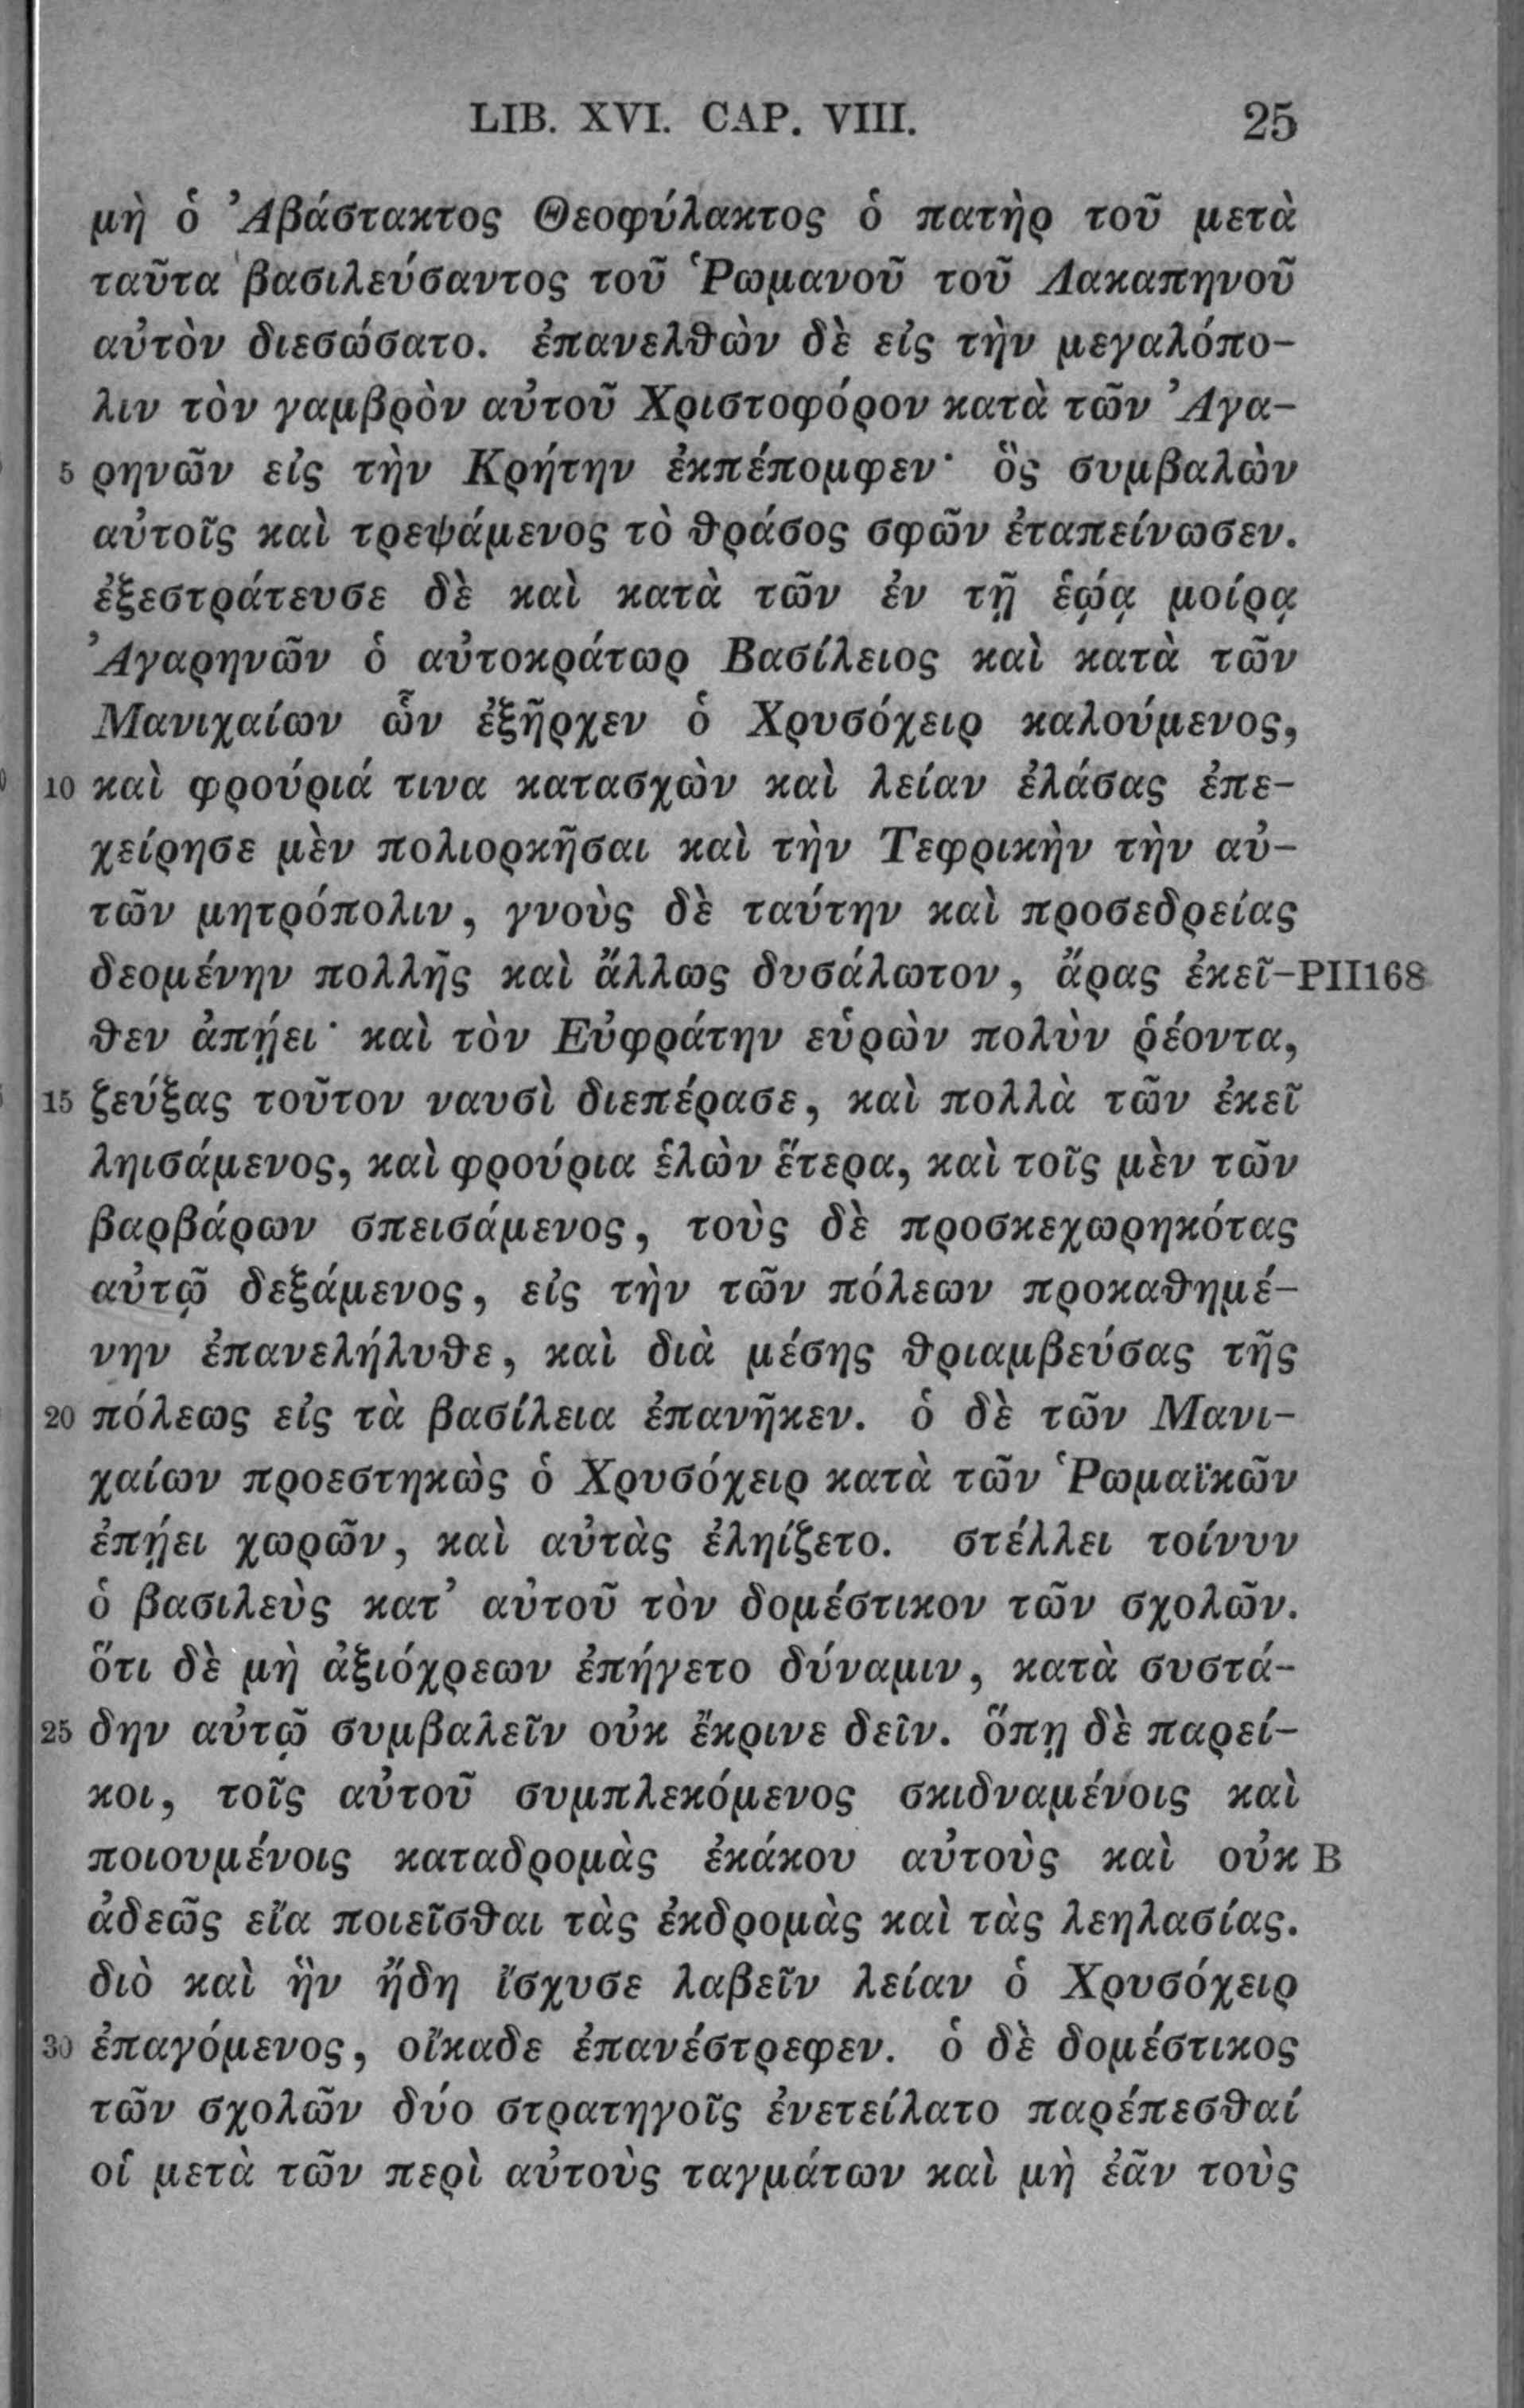 LIB. XVI. CAP. VIII. 25
μὴ ὁ Ἀβάστακτος Θεοφύλακτος ὁ πατὴρ τοῦ μετὰ
ταῦτα βασιλεύσαντος τοῦ Ῥωμανοῦ τοῦ Λακαπηνοῦ
αὐτὸν διεσώσατο. ἐπανελθὼν δὲ εἰς τὴν μεγαλόπο-
λιν τὸν γαμβρὸν αὐτοῦ Χριστοφόρον κατὰ τῶν Ἀγα-
5 ρηνῶν εἰς τὴν Κρήτην ἐκπέπομφεν· ὃς συμβαλὼν
αὐτοῖς καὶ τρεψάμενος τὸ θράσος σφῶν ἐταπείνωσεν.
ἐξεστράτευσε δὲ καὶ κατὰ τῶν ἐν τῇ ἑῴᾳ μοίρᾳ
Ἀγαρηνῶν ὁ αὐτοκράτωρ Βασίλειος καὶ κατὰ τῶν
Μανιχαίων ὧν ἐξῆρχεν ὁ Χρυσόχειρ καλούμενος,
10 καὶ φρούριά τινα κατασχὼν καὶ λείαν ἐλάσας ἐπε-
χείρησε μὲν πολιορκῆσαι καὶ τὴν Τεφρικὴν τὴν αὐ-
τῶν μητρόπολιν, γνοὺς δὲ ταύτην καὶ προσεδρείας
δεομένην πολλῆς καὶ ἄλλως δυσάλωτον, ἄρας ἐκεῖ- PII168
θεν ἀπῄει· καὶ τὸν Εὐφράτην εὑρὼν πολὺν ῥέοντα,
15 ζεύξας τοῦτον ναυσὶ διεπέρασε, καὶ πολλὰ τῶν ἐκεῖ
ληισάμενος, καὶ φρούρια ἑλὼν ἕτερα, καὶ τοῖς μὲν τῶν
βαρβάρων σπεισάμενος, τοὺς δὲ προσκεχωρηκότας
αὐτῷ δεξάμενος, εἰς τὴν τῶν πόλεων προκαθημέ-
νην ἐπανελήλυθε, καὶ διὰ μέσης θριαμβεύσας τῆς
20 πόλεως εἰς τὰ βασίλεια ἐπανῆκεν. ὁ δὲ τῶν Μανι-
χαίων προεστηκὼς ὁ Χρυσόχειρ κατὰ τῶν Ῥωμαϊκῶν
ἐπῄει χωρῶν, καὶ αὐτὰς ἐληίζετο. στέλλει τοίνυν
ὁ βασιλεὺς κατ’ αὐτοῦ τὸν δομέστικον τῶν σχολῶν.
ὅτι δὲ μὴ ἀξιόχρεων ἐπήγετο δύναμιν, κατὰ συστά-
25 δην αὐτῷ συμβαλεῖν οὐκ ἔκρινε δεῖν. ὅπῃ δὲ παρεί-
κοι, τοῖς αὐτοῦ συμπλεκόμενος σκιδναμένοις καὶ
ποιουμένοις καταδρομὰς ἐκάκου αὐτοὺς καὶ οὐκ B
ἀδεῶς εἴα ποιεῖσθαι τὰς ἐκδρομὰς καὶ τὰς λεηλασίας.
διὸ καὶ ἣν ἤδη ἴσχυσε λαβεῖν λείαν ὁ Χρυσόχειρ
30 ἐπαγόμενος, οἴκαδε ἐπανέστρεφεν. ὁ δὲ δομέστικος
τῶν σχολῶν δύο στρατηγοῖς ἐνετείλατο παρέπεσθαί
οἱ μετὰ τῶν περὶ αὐτοὺς ταγμάτων καὶ μὴ ἐᾶν τοὺς